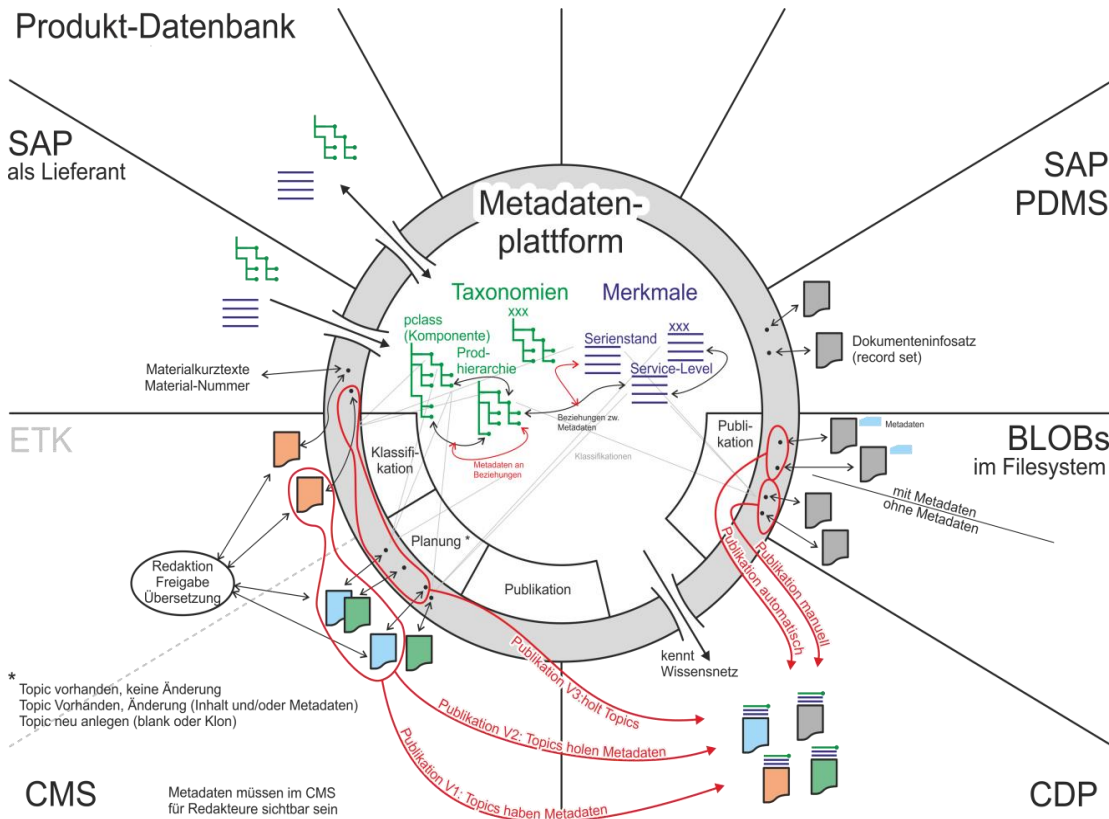 Produkt-Datenbank
SAP
als Lieferant
SAP
PDMS
Metadaten-
plattform
Taxonomien
Merkmale
xxx
xxx
pclass
(Komponente)
Prod-
hierarchie
Serienstand
Service-Level
Dokumenteninfosatz
(record set)
Materialkurztexte
Material-Nummer
Beziehungen zw.
Metadaten
Metadaten an
Beziehungen
Klassifikationen
ETK
Klassifi-
kation
Publi-
kation
Metadaten
BLOBs
im Filesystem
mit Metadaten
ohne Metadaten
Planung *
Publikation
Redaktion
Freigabe
Übersetzung
Publikation automatisch
Publikation manuell
kennt
Wissensnetz
* Topic vorhanden, keine Änderung
Topic Vorhanden, Änderung (Inhalt und/oder Metadaten)
Topic neu anlegen (blank oder Klon)
Publikation V3:holt Topics
Publikation V2: Topics holen Metadaten
Publikation V1: Topics haben Metadaten
CMS
Metadaten müssen im CMS
für Redakteure sichtbar sein
CDP